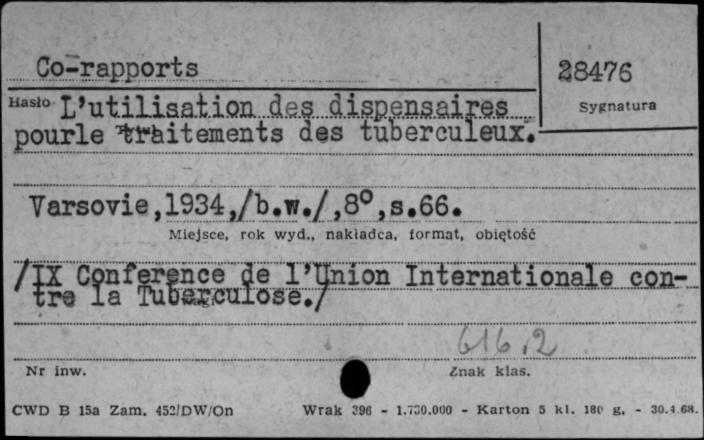 Co-rapports
28476
Hasło L'utilisation des dispensaires
Sygnatura
pourle traitements des tuberculeux.
Varsovie,1934,/b.w./,8°,s.66.
Miejsce, rok wyd., nakładca, format, objętość
/IX Conference de l'Union Internationale con-
tre la Tuberculose./
616.2
Nr inw.
Znak klas.
CWD B 15a Zam. 452/DW/On Wrak 396 - 1.730.000 - Karton 5 kl. 180 g. - 30.4.68.